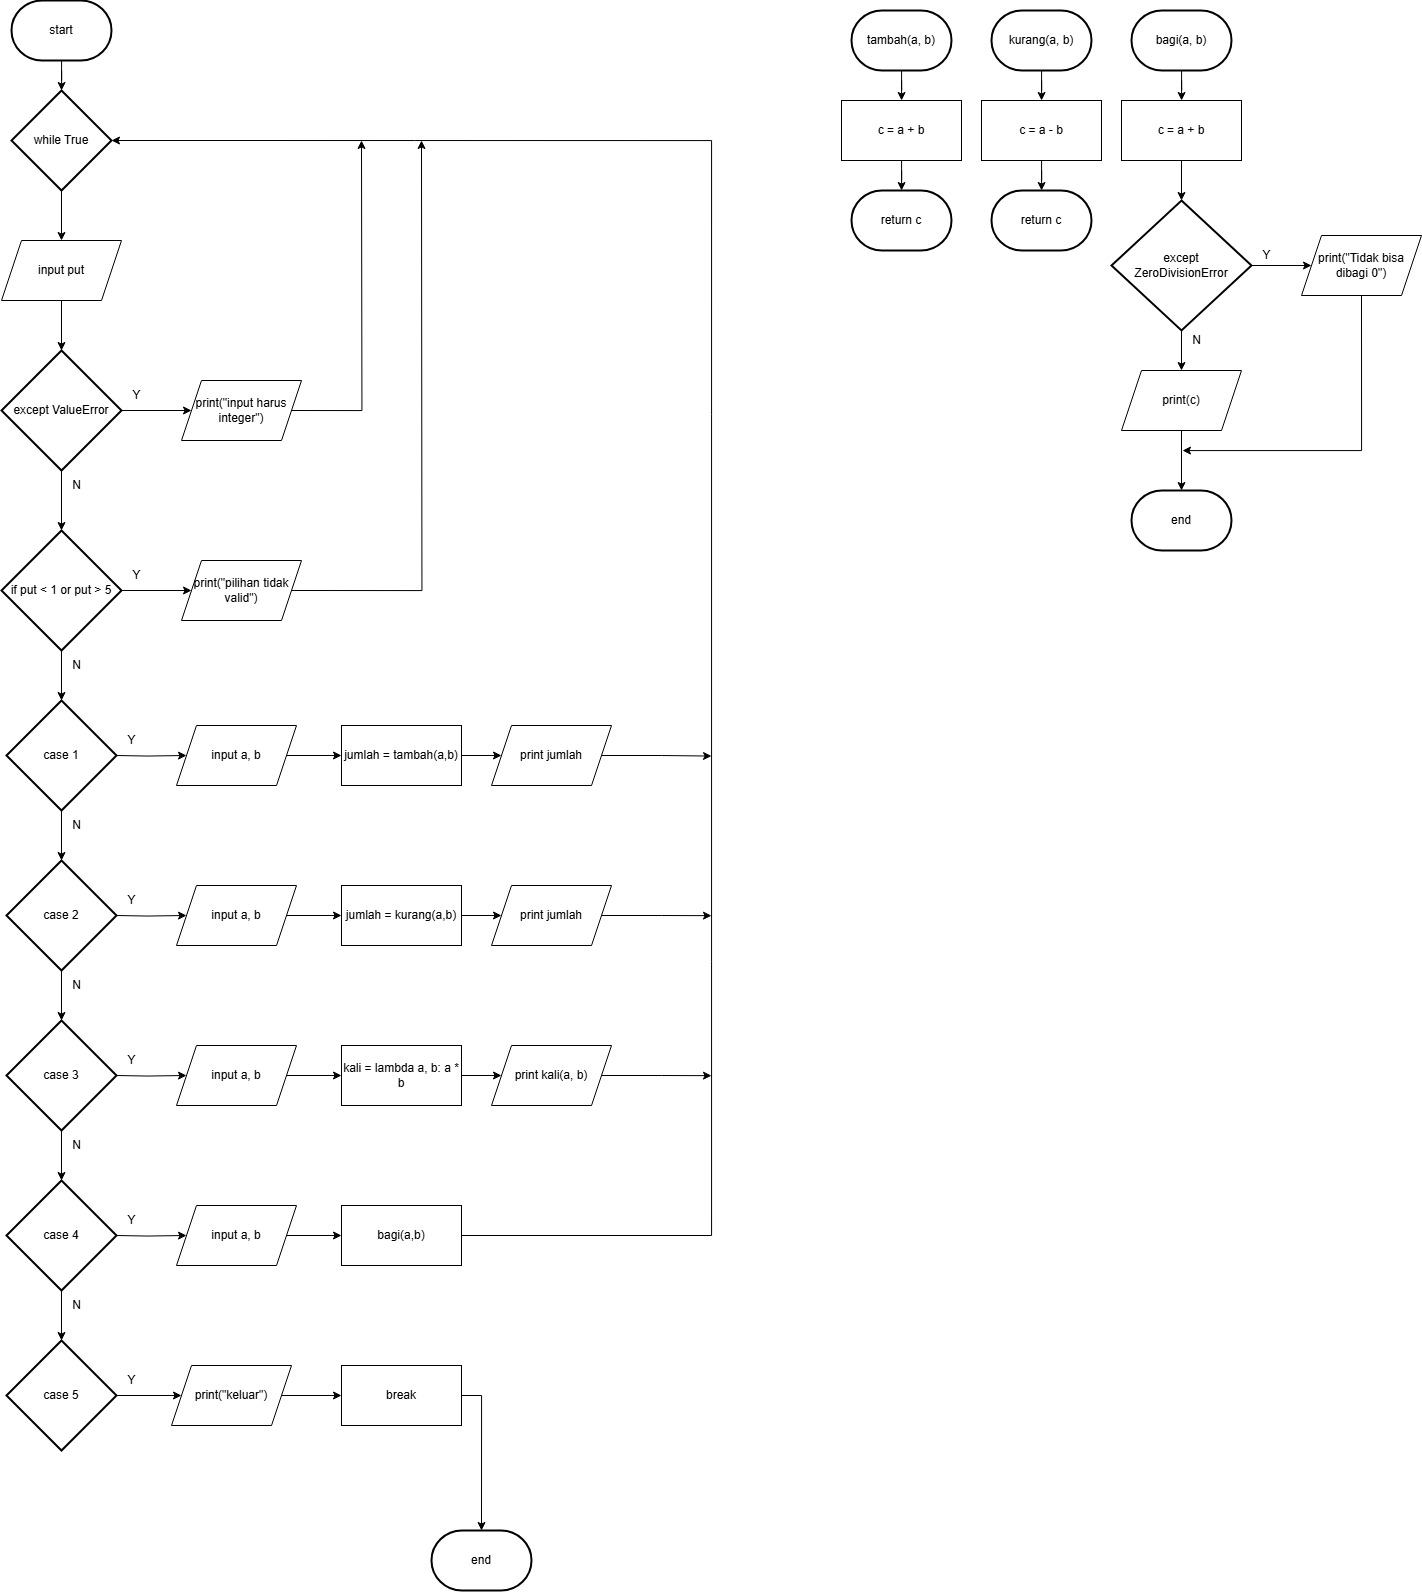 start
while True
input put
except ValueError
Y
print("input harus
integer")
N
if put < 1 or put > 5
Y
print("pilihan tidak
valid")
N
case 1
Y
input a, b
jumlah = tambah(a,b)
print jumlah
N
case 2
Y
input a, b
jumlah = kurang(a,b)
print jumlah
N
case 3
Y
input a, b
kali = lambda a, b: a *
b
print kali(a, b)
N
case 4
Y
input a, b
bagi(a,b)
N
case 5
Y
print("keluar")
break
end
tambah(a, b)
c = a + b
return c
kurang(a, b)
c = a - b
return c
bagi(a, b)
c = a + b
except
ZeroDivisionError
Y
print("Tidak bisa
dibagi 0")
N
print(c)
end